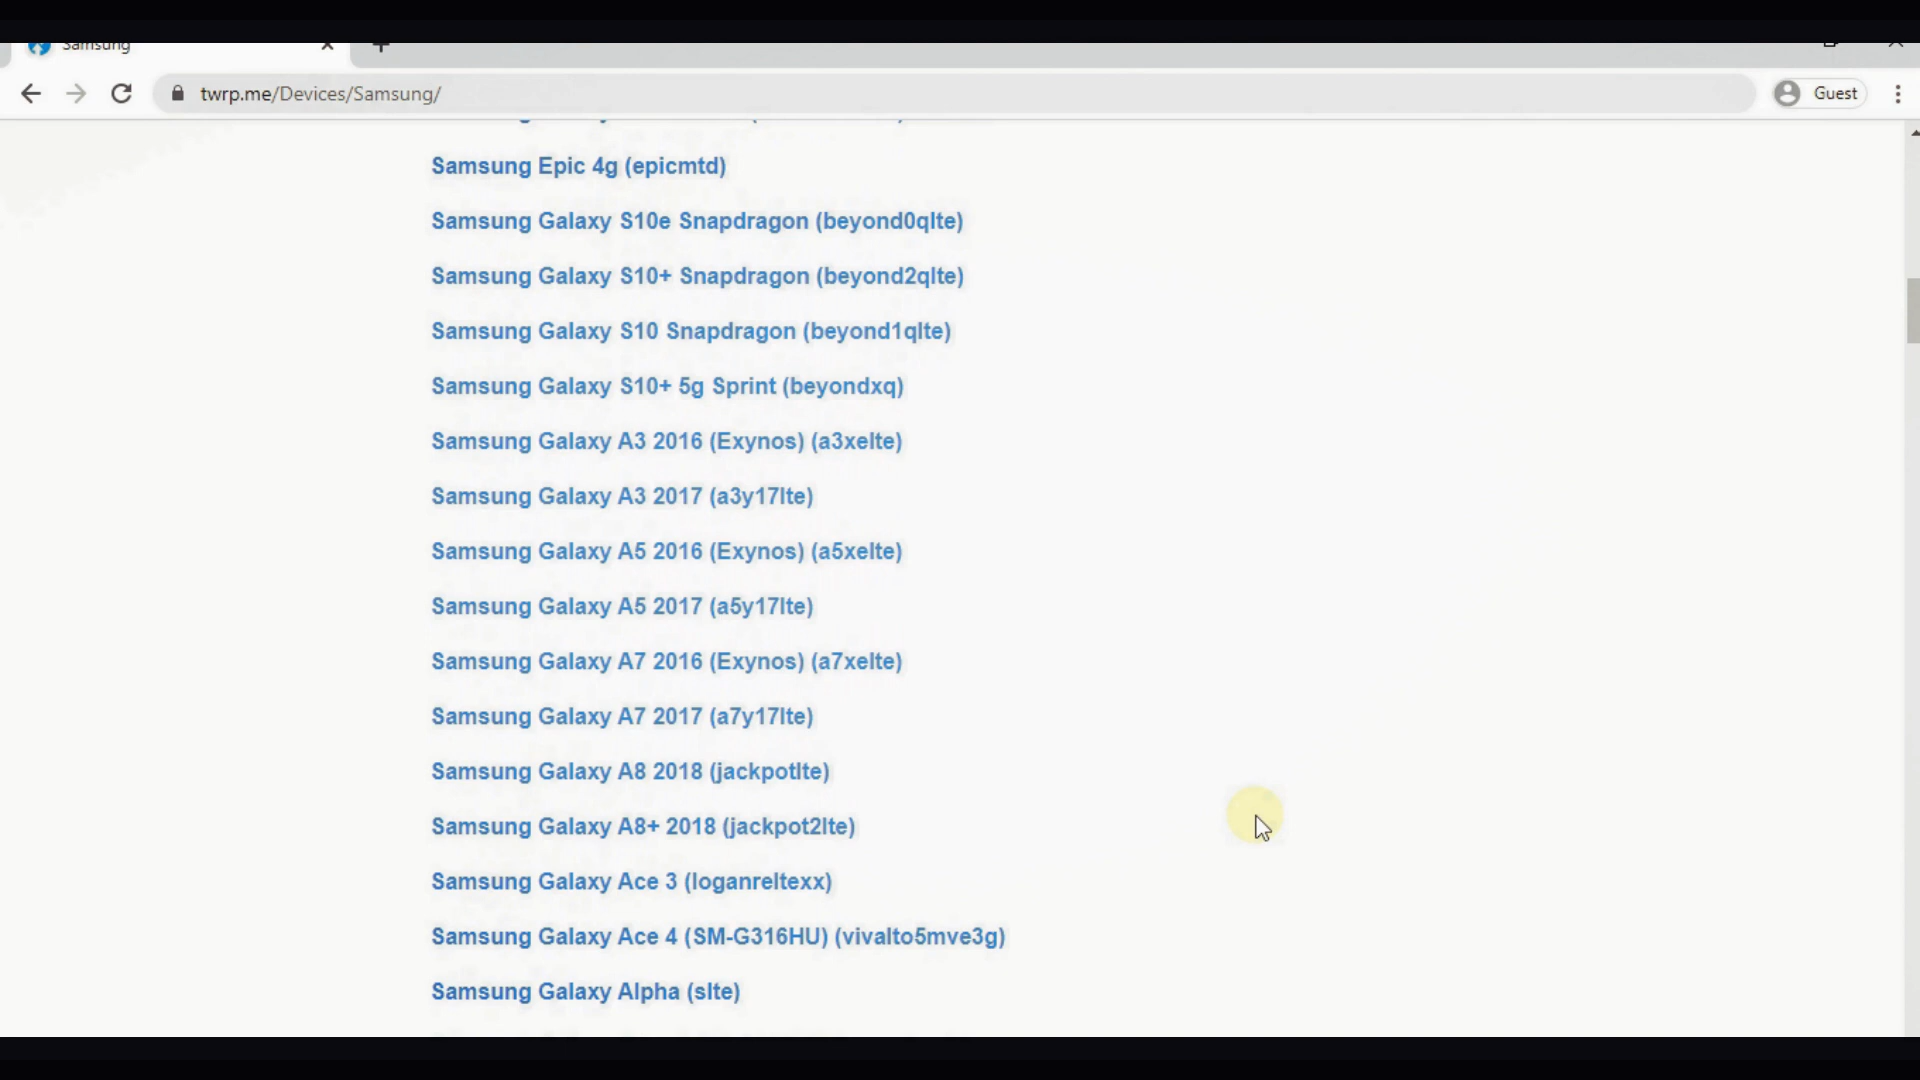 Samsung
twrp.me/Devices/Samsung/
Guest
Samsung Epic 4g (epicmtd)
Samsung Galaxy S10e Snapdragon (beyond0qlte)
Samsung Galaxy S10+ Snapdragon (beyond2qlte)
Samsung Galaxy S10 Snapdragon (beyond1qlte)
Samsung Galaxy S10+ 5g Sprint (beyondxq)
Samsung Galaxy A3 2016 (Exynos) (a3xelte)
Samsung Galaxy A3 2017 (a3y17lte)
Samsung Galaxy A5 2016 (Exynos) (a5xelte)
Samsung Galaxy A5 2017 (a5y17lte)
Samsung Galaxy A7 2016 (Exynos) (a7xelte)
Samsung Galaxy A7 2017 (a7y17lte)
Samsung Galaxy A8 2018 (jackpotlte)
Samsung Galaxy A8+ 2018 (jackpot2lte)
Samsung Galaxy Ace 3 (loganreltexx)
Samsung Galaxy Ace 4 (SM-G316HU) (vivalto5mve3g)
Samsung Galaxy Alpha (slte)